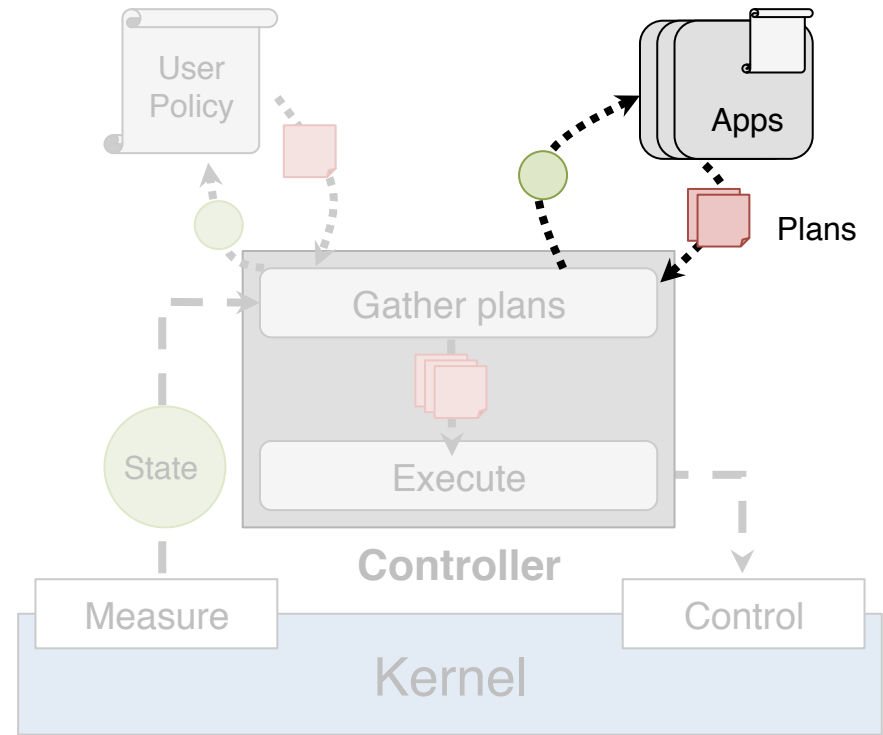 User
Policy
Apps
Plans
Gather plans
State
Execute
Controller
Measure
Control
Kernel